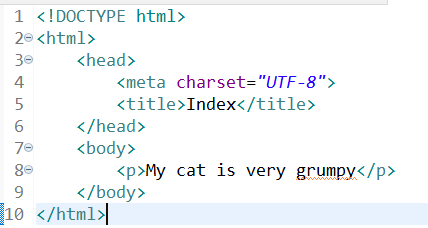 1 <!DOCTYPE html>
2 <html>
3     <head>
4         <meta charset="UTF-8">
5         <title>Index</title>
6     </head>
7     <body>
8         <p>My cat is very grumpy</p>
9     </body>
10 </html>